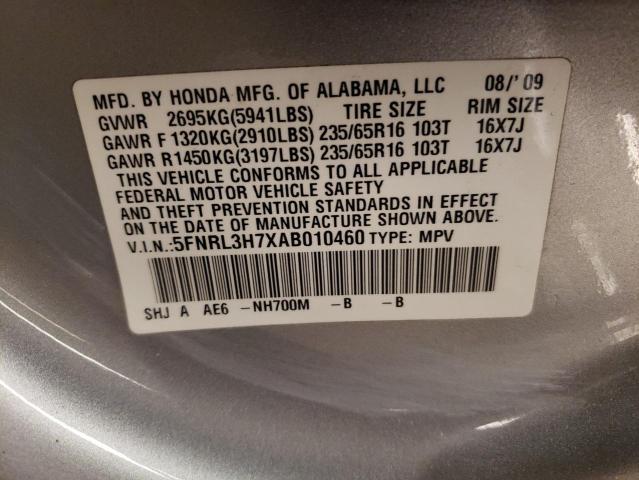 MFD. BY HONDA MFG. OF ALABAMA, LLC 08/'09
GVWR 2695KG(5941LBS) TIRE SIZE RIM SIZE
GAWR F 1320KG(2910LBS) 235/65R16 103T 16X7J
GAWR R1450KG(3197LBS) 235/65R16 103T 16X7J
THIS VEHICLE CONFORMS TO ALL APPLICABLE
FEDERAL MOTOR VEHICLE SAFETY
AND THEFT PREVENTION STANDARDS IN EFFECT
ON THE DATE OF MANUFACTURE SHOWN ABOVE.
V.I.N.:5FNRL3H7XAB010460 TYPE: MPV
SHJ A AE6 -NH700M -B -B